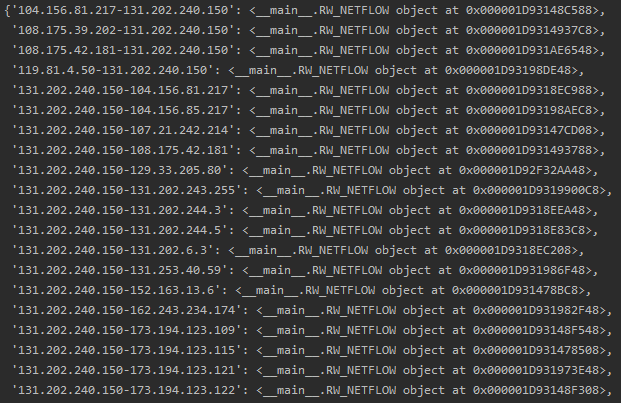 {'104.156.81.217-131.202.240.150': <__main__.RW_NETFLOW object at 0x000001D93148C588>,
'108.175.39.202-131.202.240.150': <__main__.RW_NETFLOW object at 0x000001D9314937C8>,
'108.175.42.181-131.202.240.150': <__main__.RW_NETFLOW object at 0x000001D931AE6548>,
'119.81.4.50-131.202.240.150': <__main__.RW_NETFLOW object at 0x000001D93198DE48>,
'131.202.240.150-104.156.81.217': <__main__.RW_NETFLOW object at 0x000001D9318EC988>,
'131.202.240.150-104.156.85.217': <__main__.RW_NETFLOW object at 0x000001D93198AEC8>,
'131.202.240.150-107.21.242.214': <__main__.RW_NETFLOW object at 0x000001D93147CD08>,
'131.202.240.150-108.175.42.181': <__main__.RW_NETFLOW object at 0x000001D931493788>,
'131.202.240.150-129.33.205.80': <__main__.RW_NETFLOW object at 0x000001D92F32AA48>,
'131.202.240.150-131.202.243.255': <__main__.RW_NETFLOW object at 0x000001D9319900C8>,
'131.202.240.150-131.202.244.3': <__main__.RW_NETFLOW object at 0x000001D9318EEA48>,
'131.202.240.150-131.202.244.5': <__main__.RW_NETFLOW object at 0x000001D9318E83C8>,
'131.202.240.150-131.202.6.3': <__main__.RW_NETFLOW object at 0x000001D9318EC208>,
'131.202.240.150-131.253.40.59': <__main__.RW_NETFLOW object at 0x000001D931986F48>,
'131.202.240.150-152.163.13.6': <__main__.RW_NETFLOW object at 0x000001D931478BC8>,
'131.202.240.150-162.243.234.174': <__main__.RW_NETFLOW object at 0x000001D931982F48>,
'131.202.240.150-173.194.123.109': <__main__.RW_NETFLOW object at 0x000001D93148F548>,
'131.202.240.150-173.194.123.115': <__main__.RW_NETFLOW object at 0x000001D931478508>,
'131.202.240.150-173.194.123.121': <__main__.RW_NETFLOW object at 0x000001D931973E48>,
'131.202.240.150-173.194.123.122': <__main__.RW_NETFLOW object at 0x000001D93148F308>,